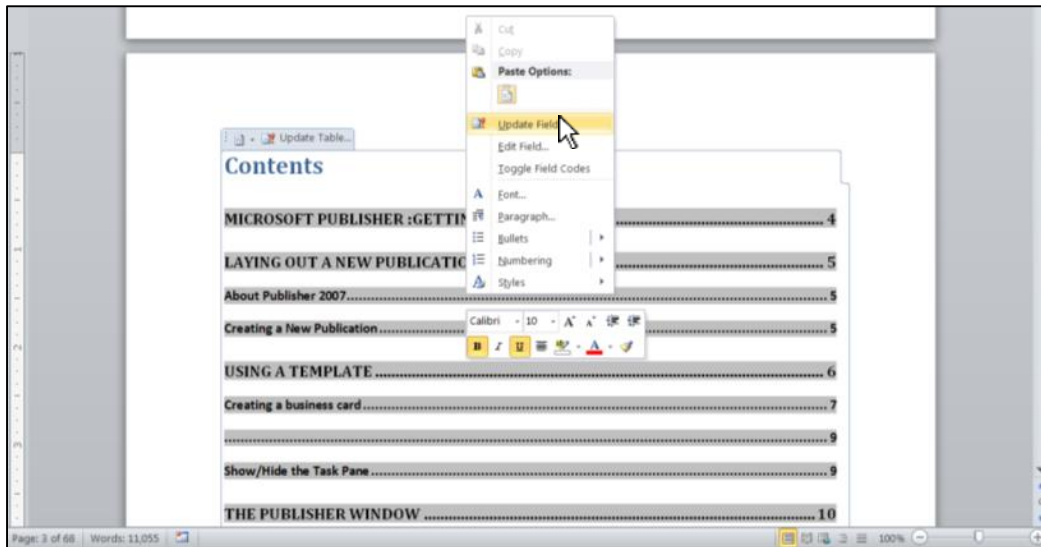 Cut
Copy
Paste Options:
Update Field
Edit Field...
Toggle Field Codes
Font...
Paragraph...
Bullets
Numbering
Styles
Update Table...
Contents
MICROSOFT PUBLISHER :GETTIN 4
LAYING OUT A NEW PUBLICATIO 5
About Publisher 2007 5
Creating a New Publication 5
Calibri 10 A A
B I U A
USING A TEMPLATE 6
Creating a business card 7
9
Show/Hide the Task Pane 9
THE PUBLISHER WINDOW 10
Page: 3 of 68 Words: 11,055 100%